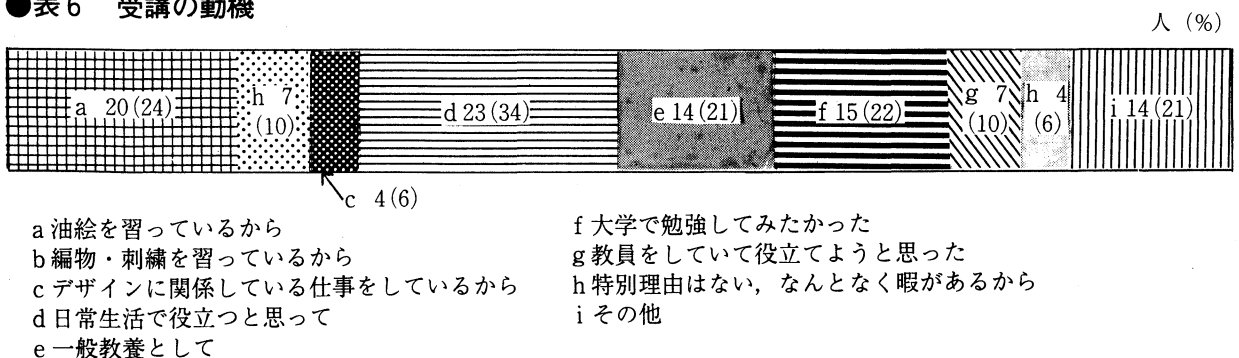 ●表6 受講の動機
人（%）
a 20(24)
h 7
(10)
d 23(34)
e 14(21)
f 15(22)
g 7
(10)
h 4
(6)
i 14(21)
c 4(6)
a 油絵を習っているから
b 編物・刺繍を習っているから
c デザインに関係している仕事をしているから
d 日常生活で役立つと思って
e 一般教養として
f 大学で勉強してみたかった
g 教員をしていて役立てようと思った
h 特別理由はない，なんとなく暇があるから
i その他